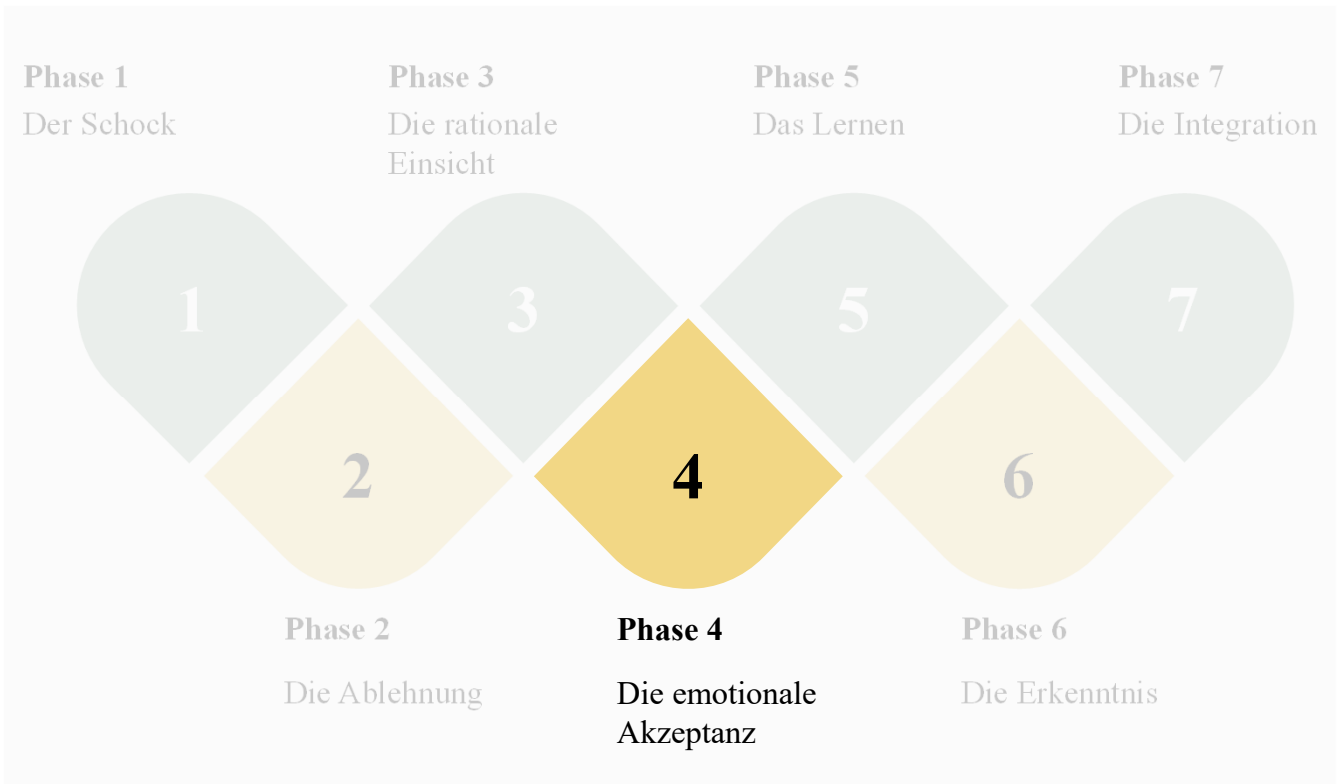 Phase 1
Der Schock
Phase 3
Die rationale
Einsicht
Phase 5
Das Lernen
Phase 7
Die Integration
1
3
5
7
2
4
6
Phase 2
Die Ablehnung
Phase 4
Die emotionale
Akzeptanz
Phase 6
Die Erkenntnis